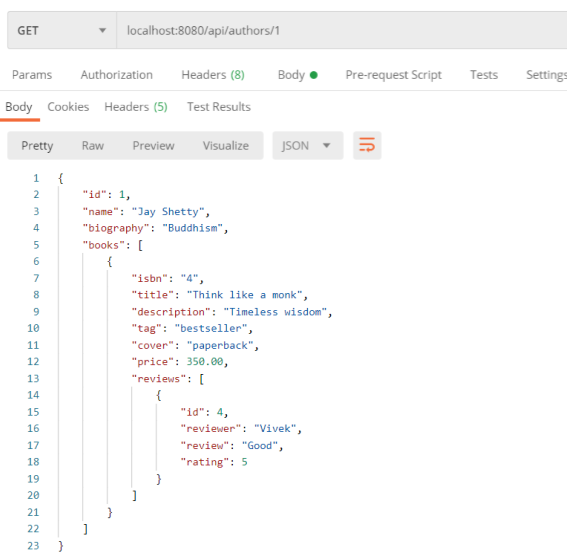 GET localhost:8080/api/authors/1
Params Authorization Headers (8) Body Pre-request Script Tests Settings
Body Cookies Headers (5) Test Results
Pretty Raw Preview Visualize JSON
1 {
2 "id": 1,
3 "name": "Jay Shetty",
4 "biography": "Buddhism",
5 "books": [
6 {
7 "isbn": "4",
8 "title": "Think like a monk",
9 "description": "Timeless wisdom",
10 "tag": "bestseller",
11 "cover": "paperback",
12 "price": 350.00,
13 "reviews": [
14 {
15 "id": 4,
16 "reviewer": "Vivek",
17 "review": "Good",
18 "rating": 5
19 }
20 ]
21 }
22 ]
23 }